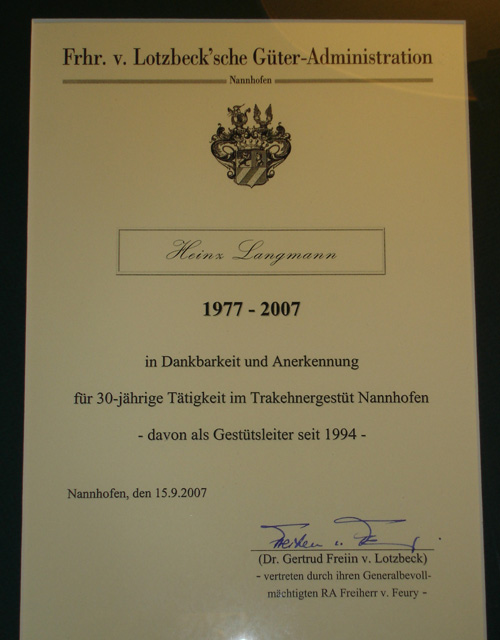 Frhr. v. Lotzbeck'sche Güter-Administration
Nannhofen
Heinz Langmann
1977 - 2007
in Dankbarkeit und Anerkennung
für 30-jährige Tätigkeit im Trakehnergestüt Nannhofen
- davon als Gestütsleiter seit 1994 -
Nannhofen, den 15.9.2007
(Dr. Gertrud Freiin v. Lotzbeck)
- vertreten durch ihren Generalbevoll-
mächtigten RA Freiherr v. Feury -